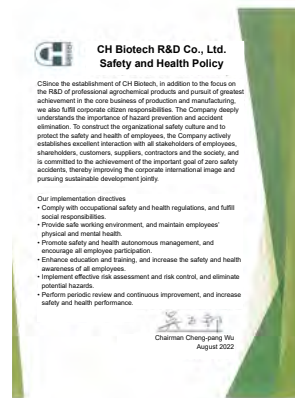 CH Biotech R&D Co., Ltd.
Safety and Health Policy
CSince the establishment of CH Biotech, in addition to the focus on
the R&D of professional agrochemical products and pursuit of greatest
achievement in the core business of production and manufacturing,
we also fulfill corporate citizen responsibilities. The Company deeply
understands the importance of hazard prevention and accident
elimination. To construct the organizational safety culture and to
protect the safety and health of employees, the Company actively
establishes excellent interaction with all stakeholders of employees,
shareholders, customers, suppliers, contractors and the society, and
is committed to the achievement of the important goal of zero safety
accidents, thereby improving the corporate international image and
pursuing sustainable development jointly.
Our implementation directives
• Comply with occupational safety and health regulations, and fulfill
social responsibilities.
• Provide safe working environment, and maintain employees'
physical and mental health.
• Promote safety and health autonomous management, and
encourage all employee participation.
• Enhance education and training, and increase the safety and health
awareness of all employees.
• Implement effective risk assessment and risk control, and eliminate
potential hazards.
• Perform periodic review and continuous improvement, and increase
safety and health performance.
Chairman Cheng-pang Wu
August 2022